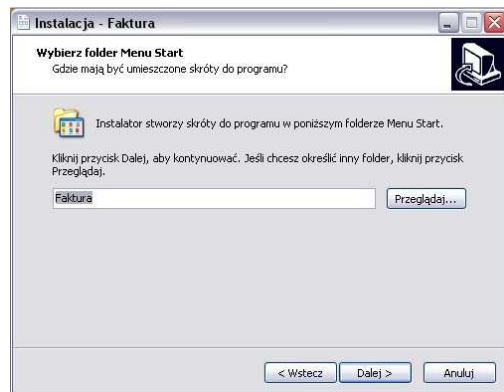 Instalacja - Faktura
Wybierz folder Menu Start
Gdzie mają być umieszczone skróty do programu?
Instalator stworzy skróty do programu w poniższym folderze Menu Start.
Kliknij przycisk Dalej, aby kontynuować. Jeśli chcesz określić inny folder, kliknij przycisk
Przeglądaj.
Faktura
Przeglądaj...
< Wstecz
Dalej >
Anuluj